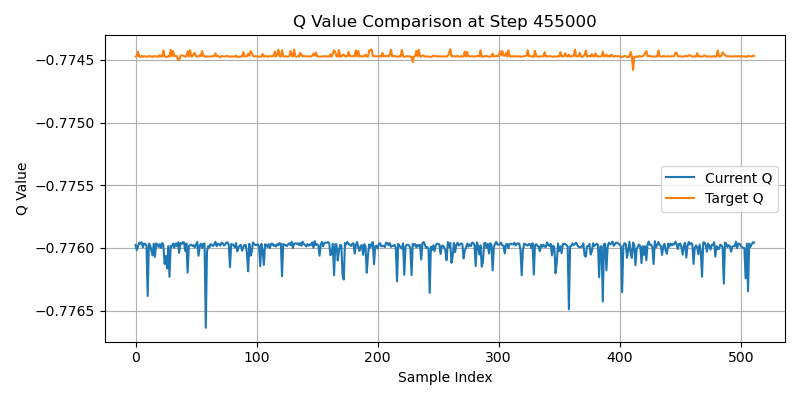 Q Value Comparison at Step 455000
Q Value
−0.7745
−0.7750
−0.7755
−0.7760
−0.7765
Current Q
Target Q
0 100 200 300 400 500
Sample Index